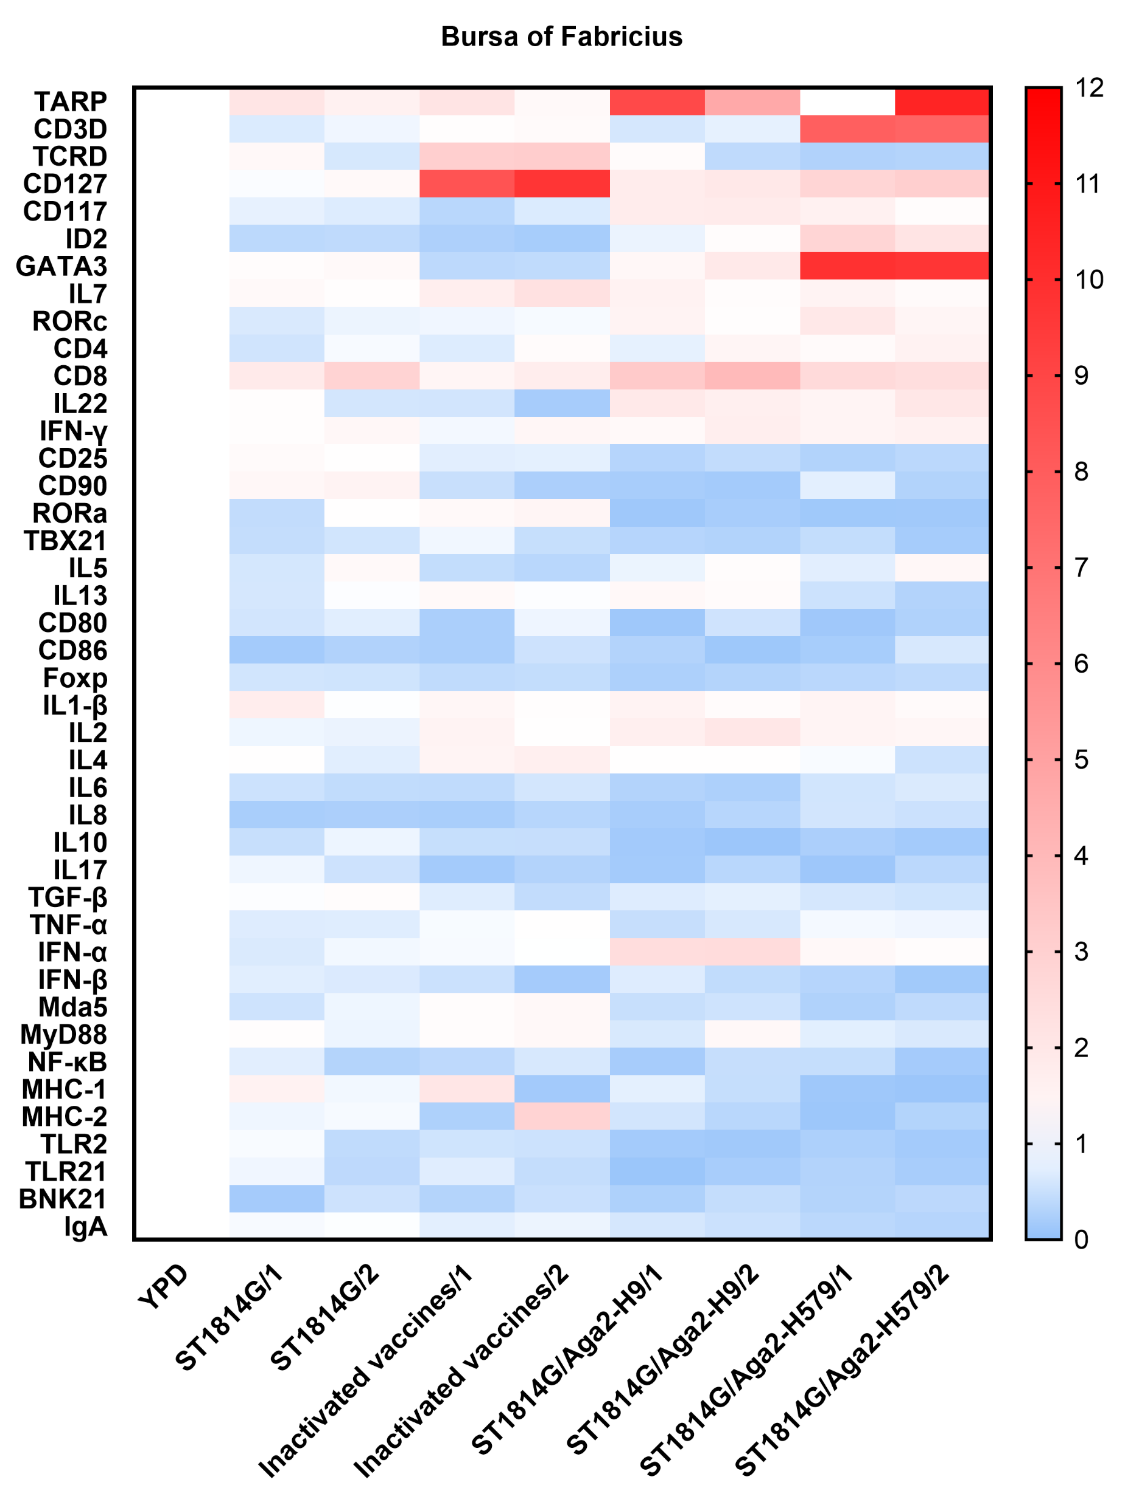 Bursa of Fabricius
TARP
CD3D
TCRD
CD127
CD117
ID2
GATA3
IL7
RORc
CD4
CD8
IL22
IFN-γ
CD25
CD90
RORa
TBX21
IL5
IL13
CD80
CD86
Foxp
IL1-β
IL2
IL4
IL6
IL8
IL10
IL17
TGF-β
TNF-α
IFN-α
IFN-β
Mda5
MyD88
NF-κB
MHC-1
MHC-2
TLR2
TLR21
BNK21
IgA
12
11
10
9
8
7
6
5
4
3
2
1
0
YPD
ST1814G/1
ST1814G/2
Inactivated vaccines/1
Inactivated vaccines/2
ST1814G/Aga2-H9/1
ST1814G/Aga2-H9/2
ST1814G/Aga2-H579/1
ST1814G/Aga2-H579/2